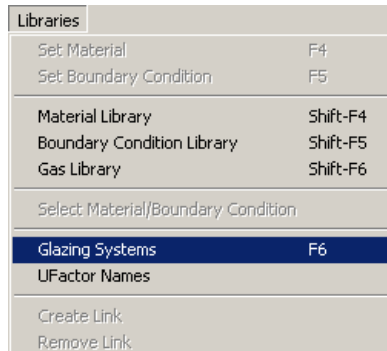 Libraries
Set Material F4
Set Boundary Condition F5
Material Library Shift-F4
Boundary Condition Library Shift-F5
Gas Library Shift-F6
Select Material/Boundary Condition
Glazing Systems F6
UFactor Names
Create Link
Remove Link